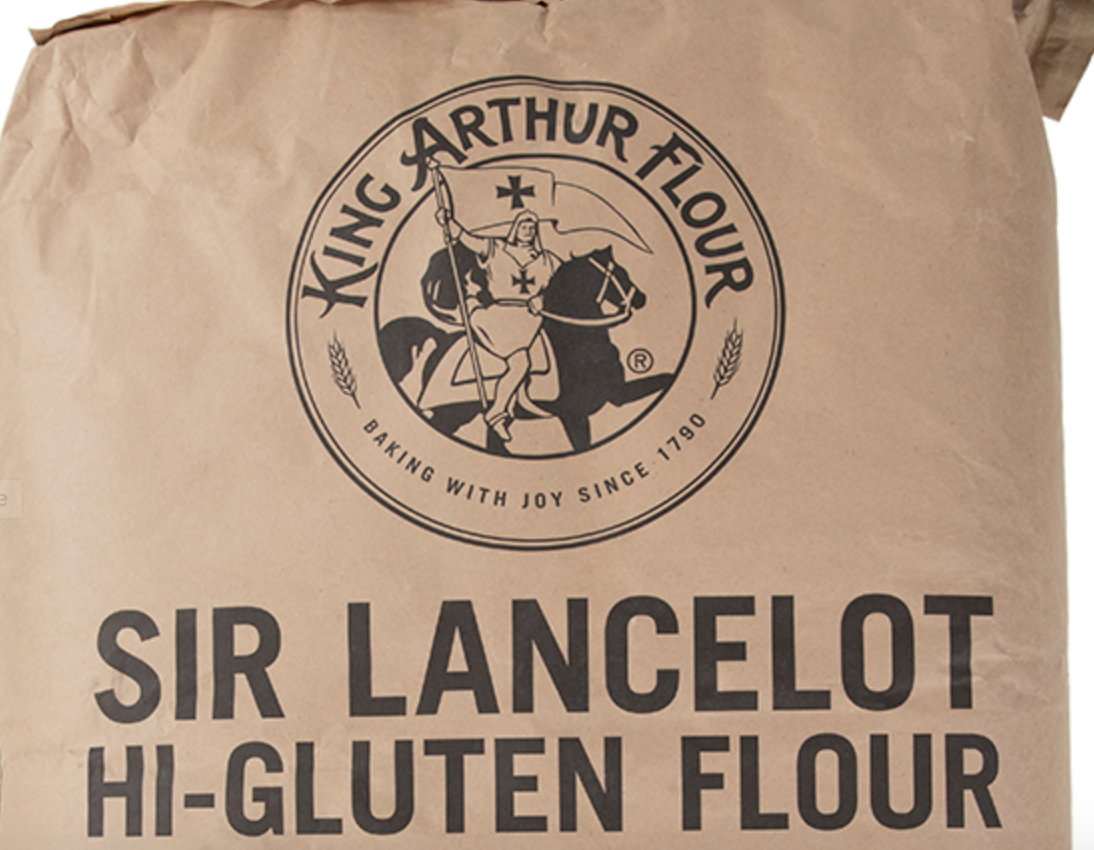 KING ARTHUR FLOUR
®
BAKING WITH JOY SINCE 1790
SIR LANCELOT
HI-GLUTEN FLOUR